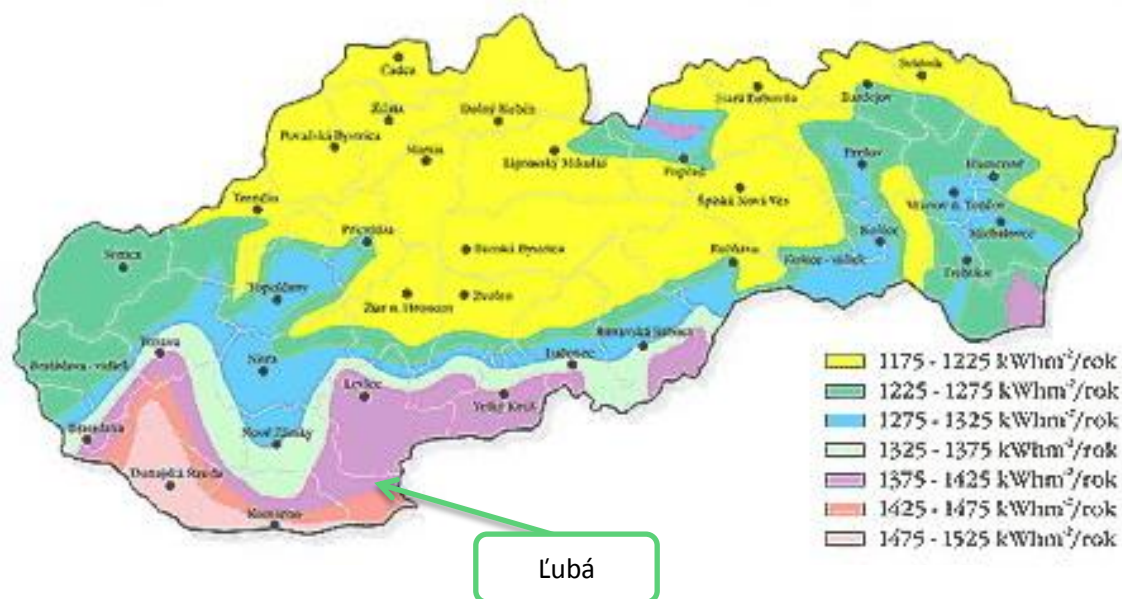 Čadca
Svidník
Stará Ľubovňa
Bardejov
Žilina
Dolný Kubín
Považská Bystrica
Martin
Liptovský Mikuláš
Poprad
Prešov
Humenné
Trenčín
Spišská Nová Ves
Vranov n. Topľou
Michalovce
Prievidza
Banská Bystrica
Rožňava
Košice
Košice - vidiek
Trebišov
Senica
Topoľčany
Žiar n. Hronom
Zvolen
Rimavská Sobota
Lučenec
Trnava
Bratislava - vidiek
Nitra
Levice
Veľký Krtíš
Bratislava
Nové Zámky
Dunajská Streda
Komárno
1175 - 1225 kWhm⁻²/rok
1225 - 1275 kWhm⁻²/rok
1275 - 1325 kWhm⁻²/rok
1325 - 1375 kWhm⁻²/rok
1375 - 1425 kWhm⁻²/rok
1425 - 1475 kWhm⁻²/rok
1475 - 1525 kWhm⁻²/rok
Ľubá